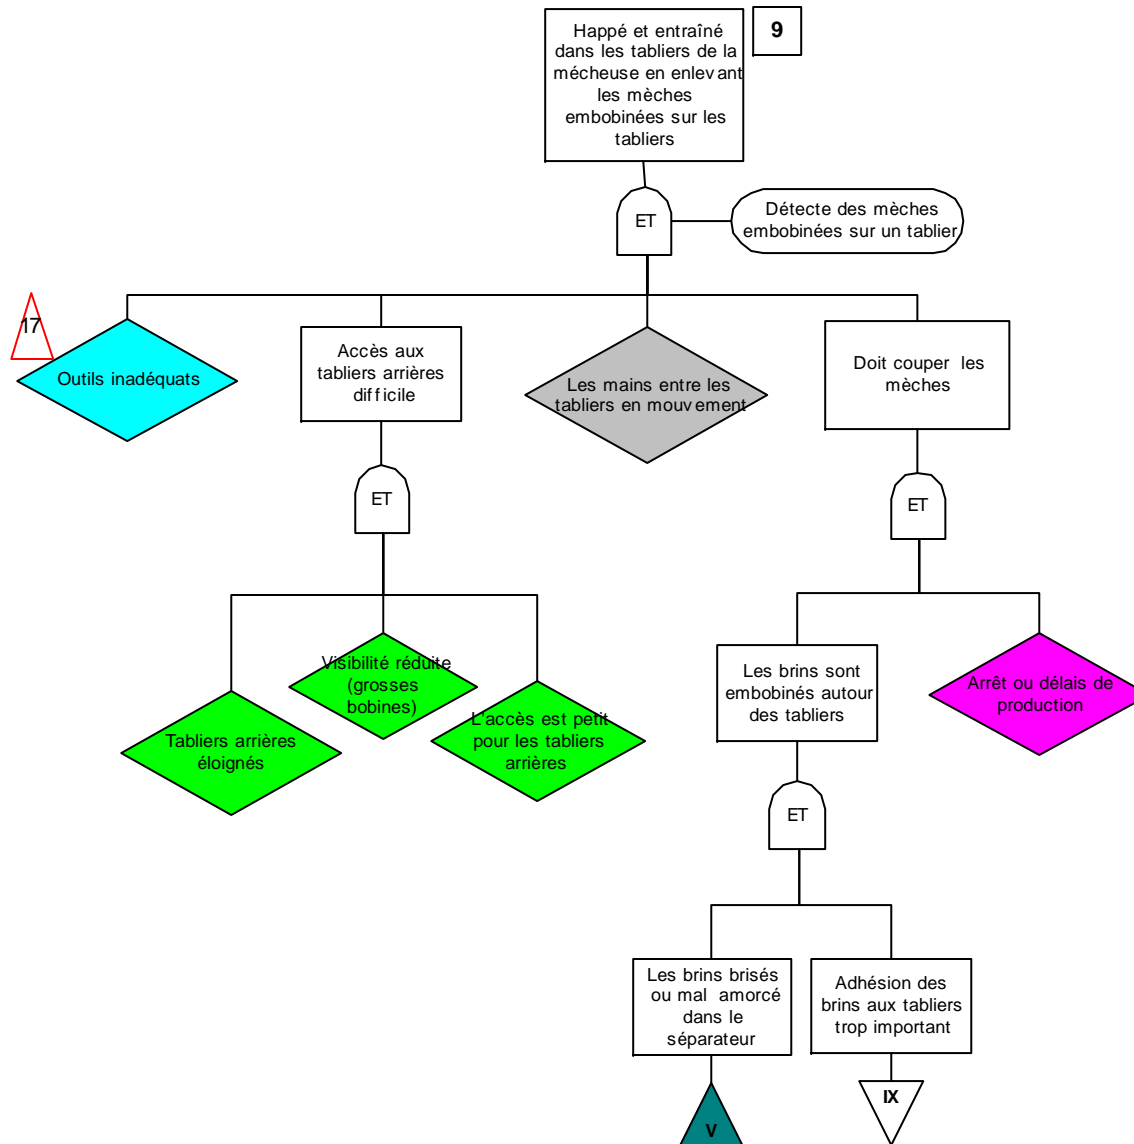 Happé et entraîné
dans les tabliers de la
mécheuse en enlevant
les mèches
embobinées sur les
tabliers
9
ET
Détecte des mèches
embobinées sur un tablier
17
Outils inadéquats
Accès aux
tabliers arrières
difficile
Les mains entre les
tabliers en mouvement
Doit couper les
mèches
ET
ET
Tabliers arrières
éloignés
Visibilité réduite
(grosses
bobines)
L'accès est petit
pour les tabliers
arrières
Les brins sont
embobinés autour
des tabliers
Arrêt ou délais de
production
ET
Les brins brisés
ou mal amorcé
dans le
séparateur
Adhésion des
brins aux tabliers
trop important
V
IX